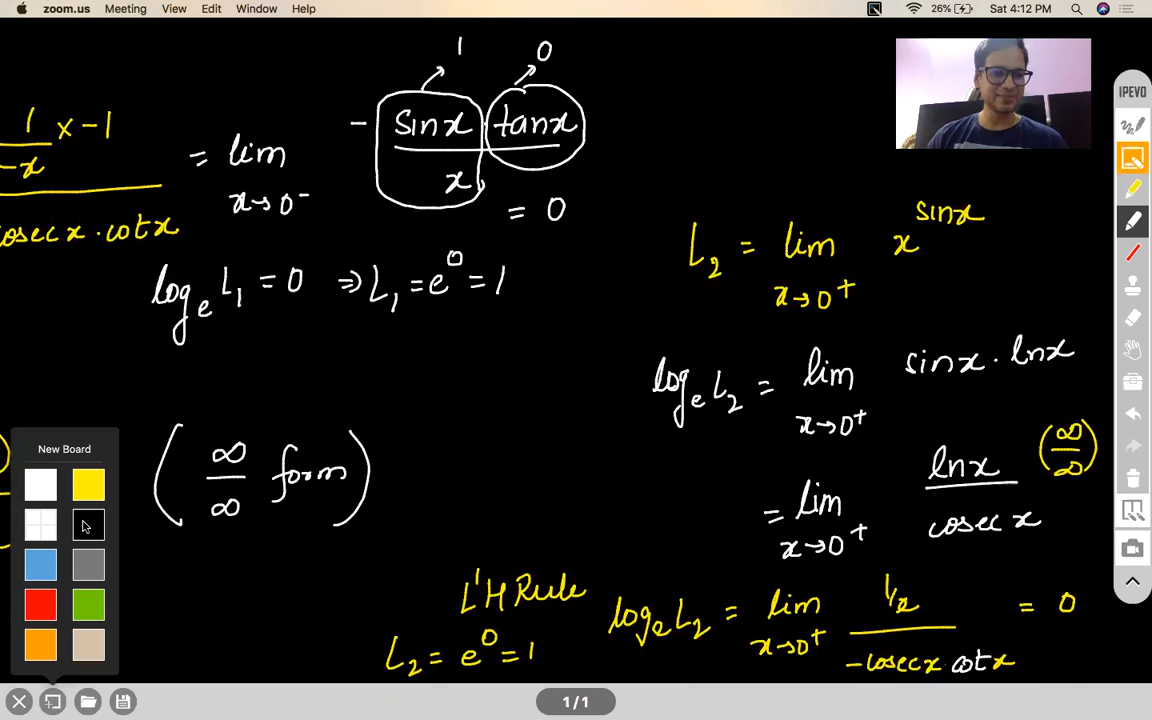 zoom.us Meeting View Edit Window Help 26% Sat 4:12 PM
IPEVO
1/-x x -1
cosec x . cot x
= lim x→0⁻ - sinx tanx / x
1
0
= 0
logₑ L₁ = 0 ⇒ L₁ = e⁰ = 1
(∞/∞ form)
L₂ = lim x→0⁺ x^sinx
logₑ L₂ = lim x→0⁺ sinx . lnx
= lim x→0⁺ lnx / cosec x (∞/∞)
L'H Rule
logₑ L₂ = lim x→0⁺ 1/x / -cosecx cotx = 0
L₂ = e⁰ = 1
New Board
1/1